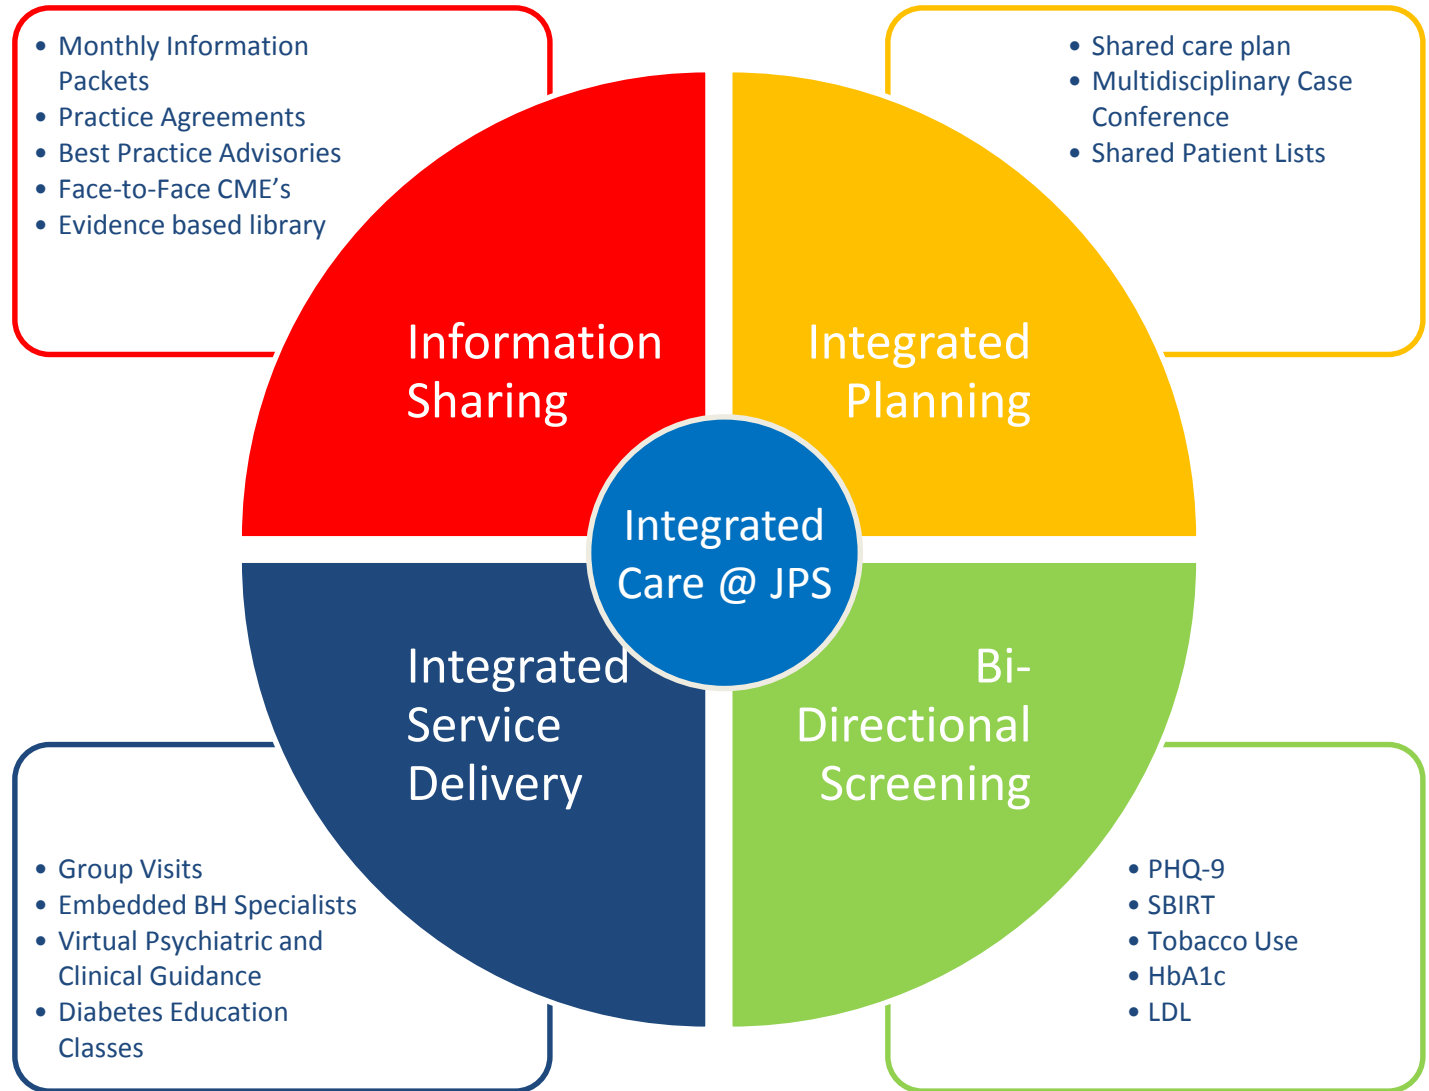 • Monthly Information
Packets
• Practice Agreements
• Best Practice Advisories
• Face-to-Face CME’s
• Evidence based library
• Shared care plan
• Multidisciplinary Case
Conference
• Shared Patient Lists
Information
Sharing
Integrated
Planning
Integrated
Care @ JPS
Integrated
Service
Delivery
Bi-
Directional
Screening
• Group Visits
• Embedded BH Specialists
• Virtual Psychiatric and
Clinical Guidance
• Diabetes Education
Classes
• PHQ-9
• SBIRT
• Tobacco Use
• HbA1c
• LDL